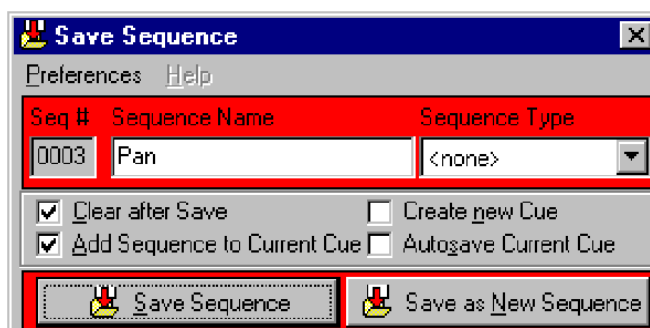 Save Sequence
Preferences Help
Seq # Sequence Name Sequence Type
0003 Pan <none>
Clear after Save Create new Cue
Add Sequence to Current Cue Autosave Current Cue
Save Sequence Save as New Sequence